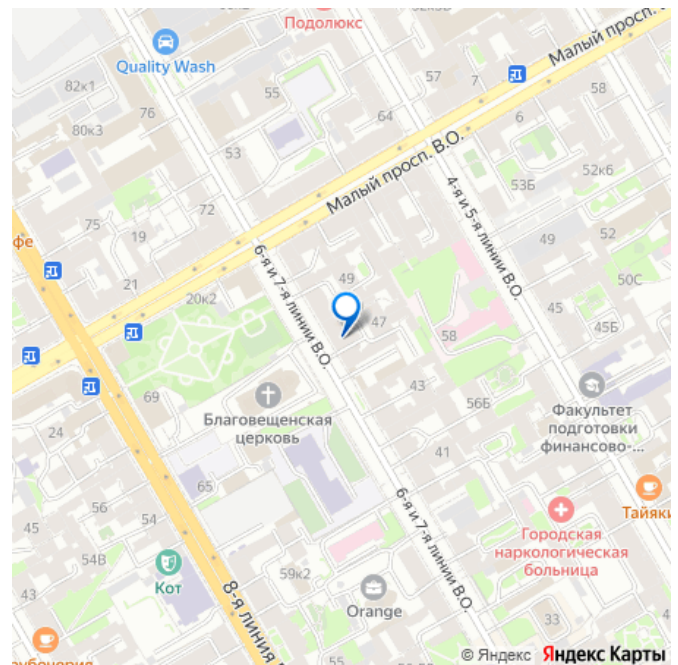 Подолюкс
Quality Wash
Малый просп. В.О.
82к1
55
57
7
58
76
64
6
80к3
53
Малый просп. В.О.
53Б
52к6
4-я и 5-я линии В.О.
75
72
19
фе
6-я и 7-я линии В.О.
49
52
49
21
20к2
50С
47
45
45Б
58
69
43
Благовещенская
церковь
56Б
Факультет
подготовки
финансово-...
24
41
65
56
6-я и 7-я линии В.О.
Тайяки
45
54
54В
Городская
наркологическая
больница
Кот
59к2
8-я линия
Orange
33
55
© Яндекс Яндекс Карты